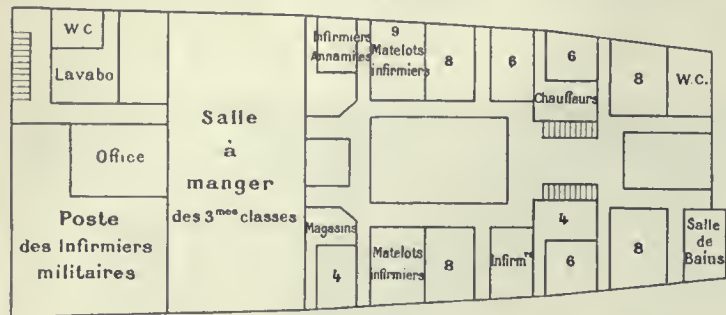 WC
Lavabo
Office
Poste
des Infirmiers
militaires
Salle
à
manger
des 3mes classes
Infirmiers
Annamites
9
Matelots
infirmiers
8
6
6
Chauffeurs
8
W.C.
Magasins
4
Matelots
infirmiers
8
Infirmrs
4
6
8
Salle
de
Bains